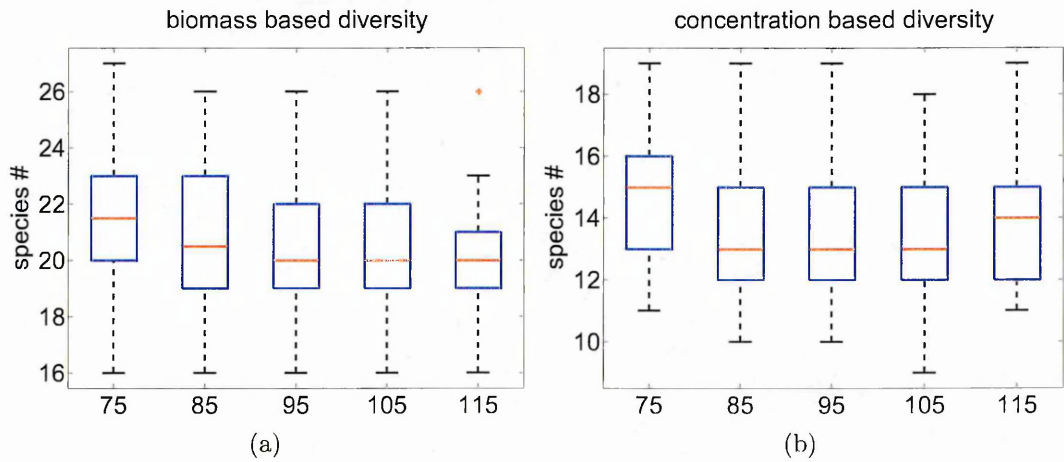 biomass based diversity
species #
26
24
22
20
18
16
75 85 95 105 115
(a)
concentration based diversity
species #
18
16
14
12
10
75 85 95 105 115
(b)